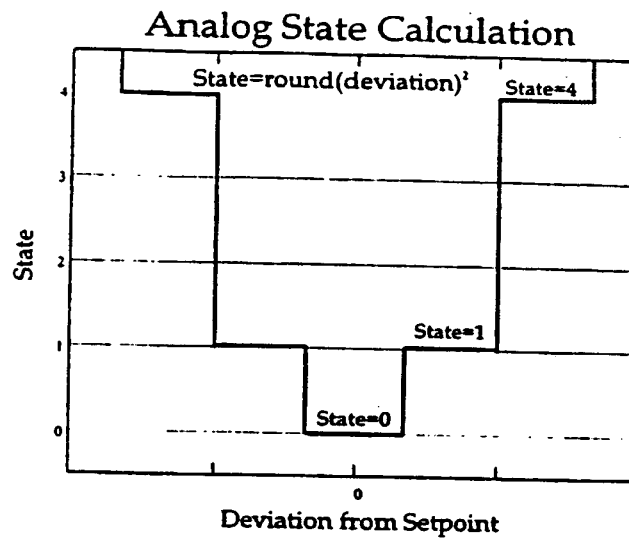 Analog State Calculation
State=round(deviation)²
State=4
4
3
State
2
State=1
1
State=0
0
0
Deviation from Setpoint